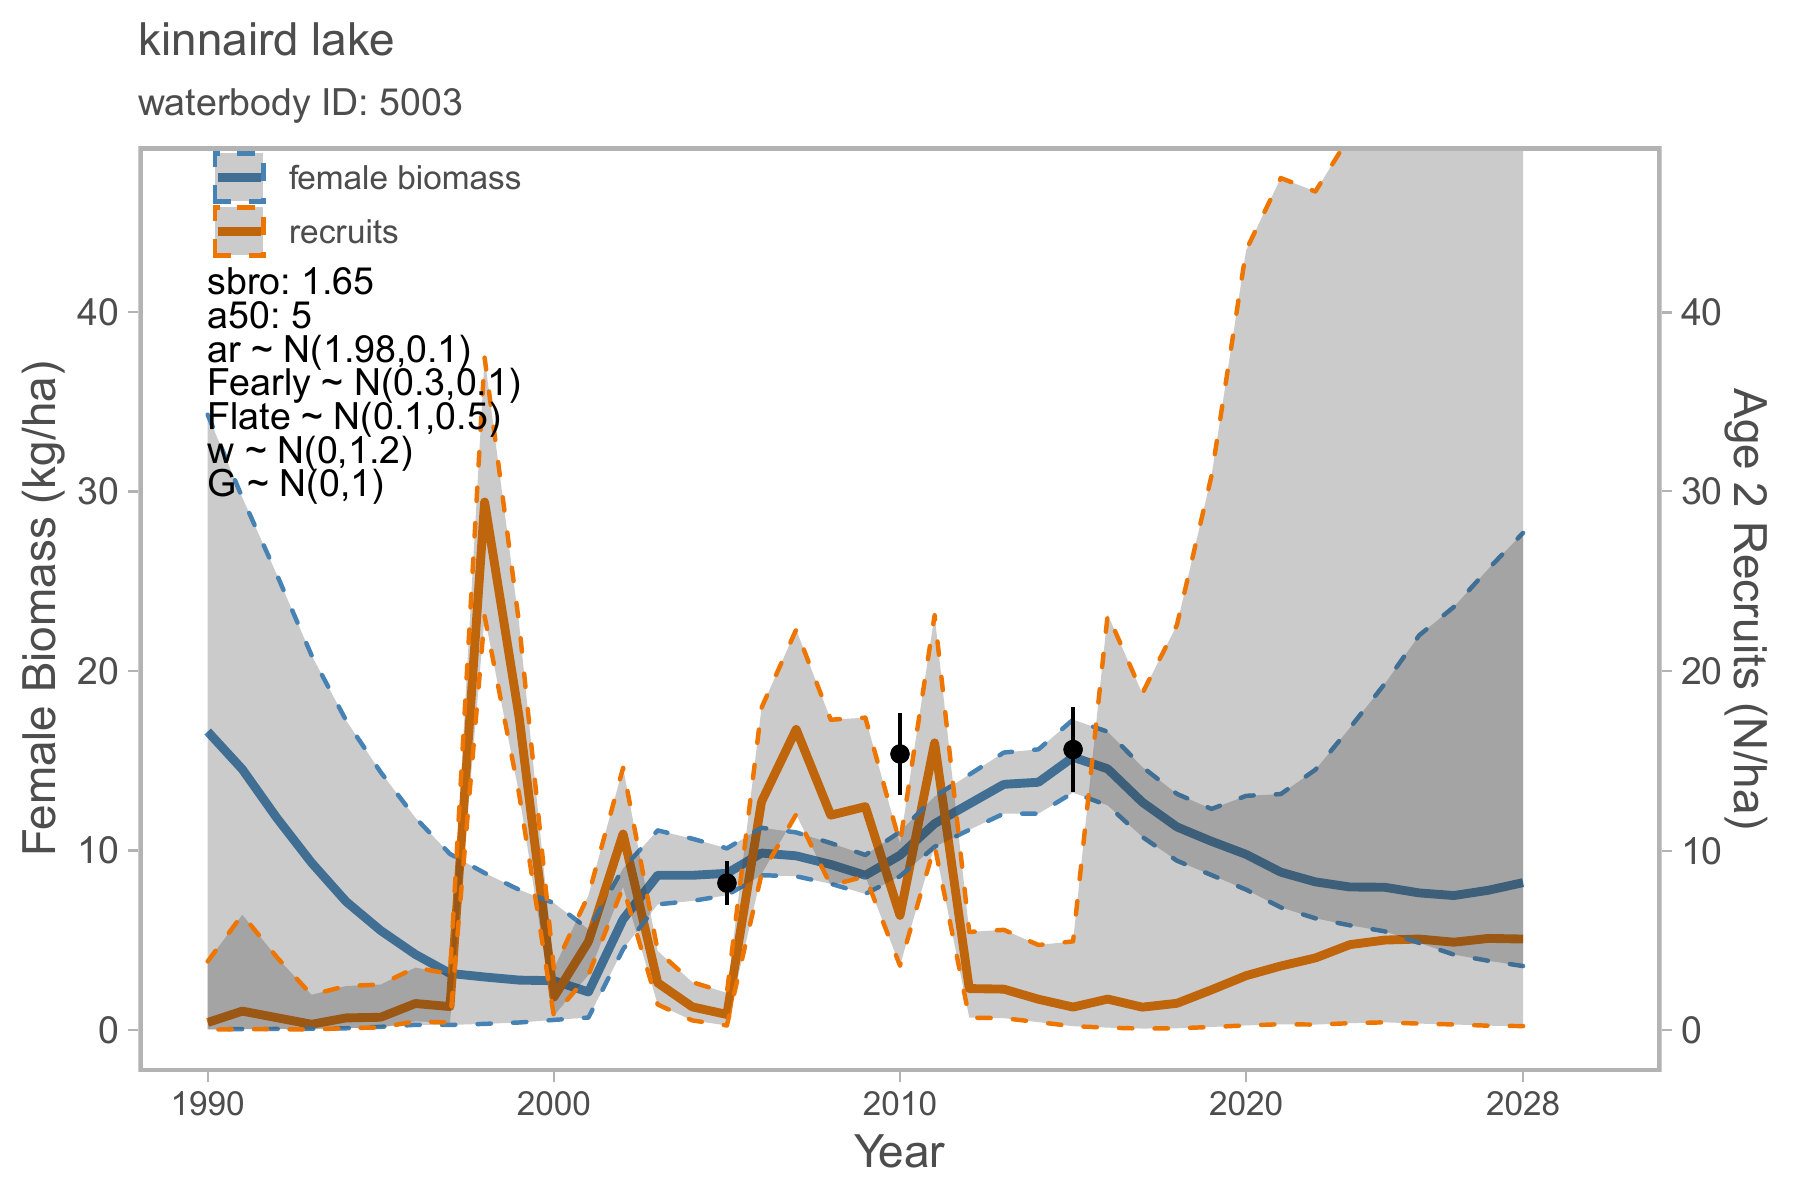 kinnaird lake
waterbody ID: 5003
female biomass
recruits
sbro: 1.65
a50: 5
ar ~ N(1.98,0.1)
Fearly ~ N(0.3,0.1)
Flate ~ N(0.1,0.5)
w ~ N(0,1.2)
G ~ N(0,1)
Female Biomass (kg/ha)
40
30
20
10
0
40
30
20
10
0
Age 2 Recruits (N/ha)
1990
2000
2010
2020
2028
Year